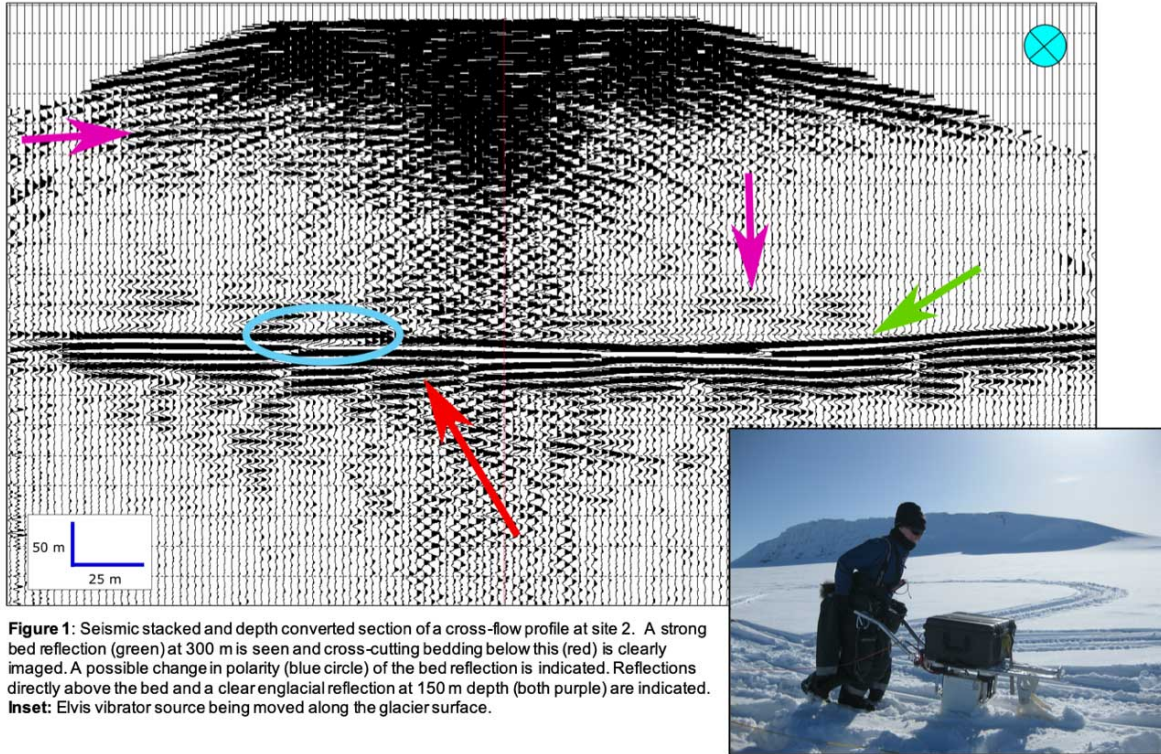 50 m
25 m
Figure 1: Seismic stacked and depth converted section of a cross-flow profile at site 2. A strong
bed reflection (green) at 300 m is seen and cross-cutting bedding below this (red) is clearly
imaged. A possible change in polarity (blue circle) of the bed reflection is indicated. Reflections
directly above the bed and a clear englacial reflection at 150 m depth (both purple) are indicated.
Inset: Elvis vibrator source being moved along the glacier surface.